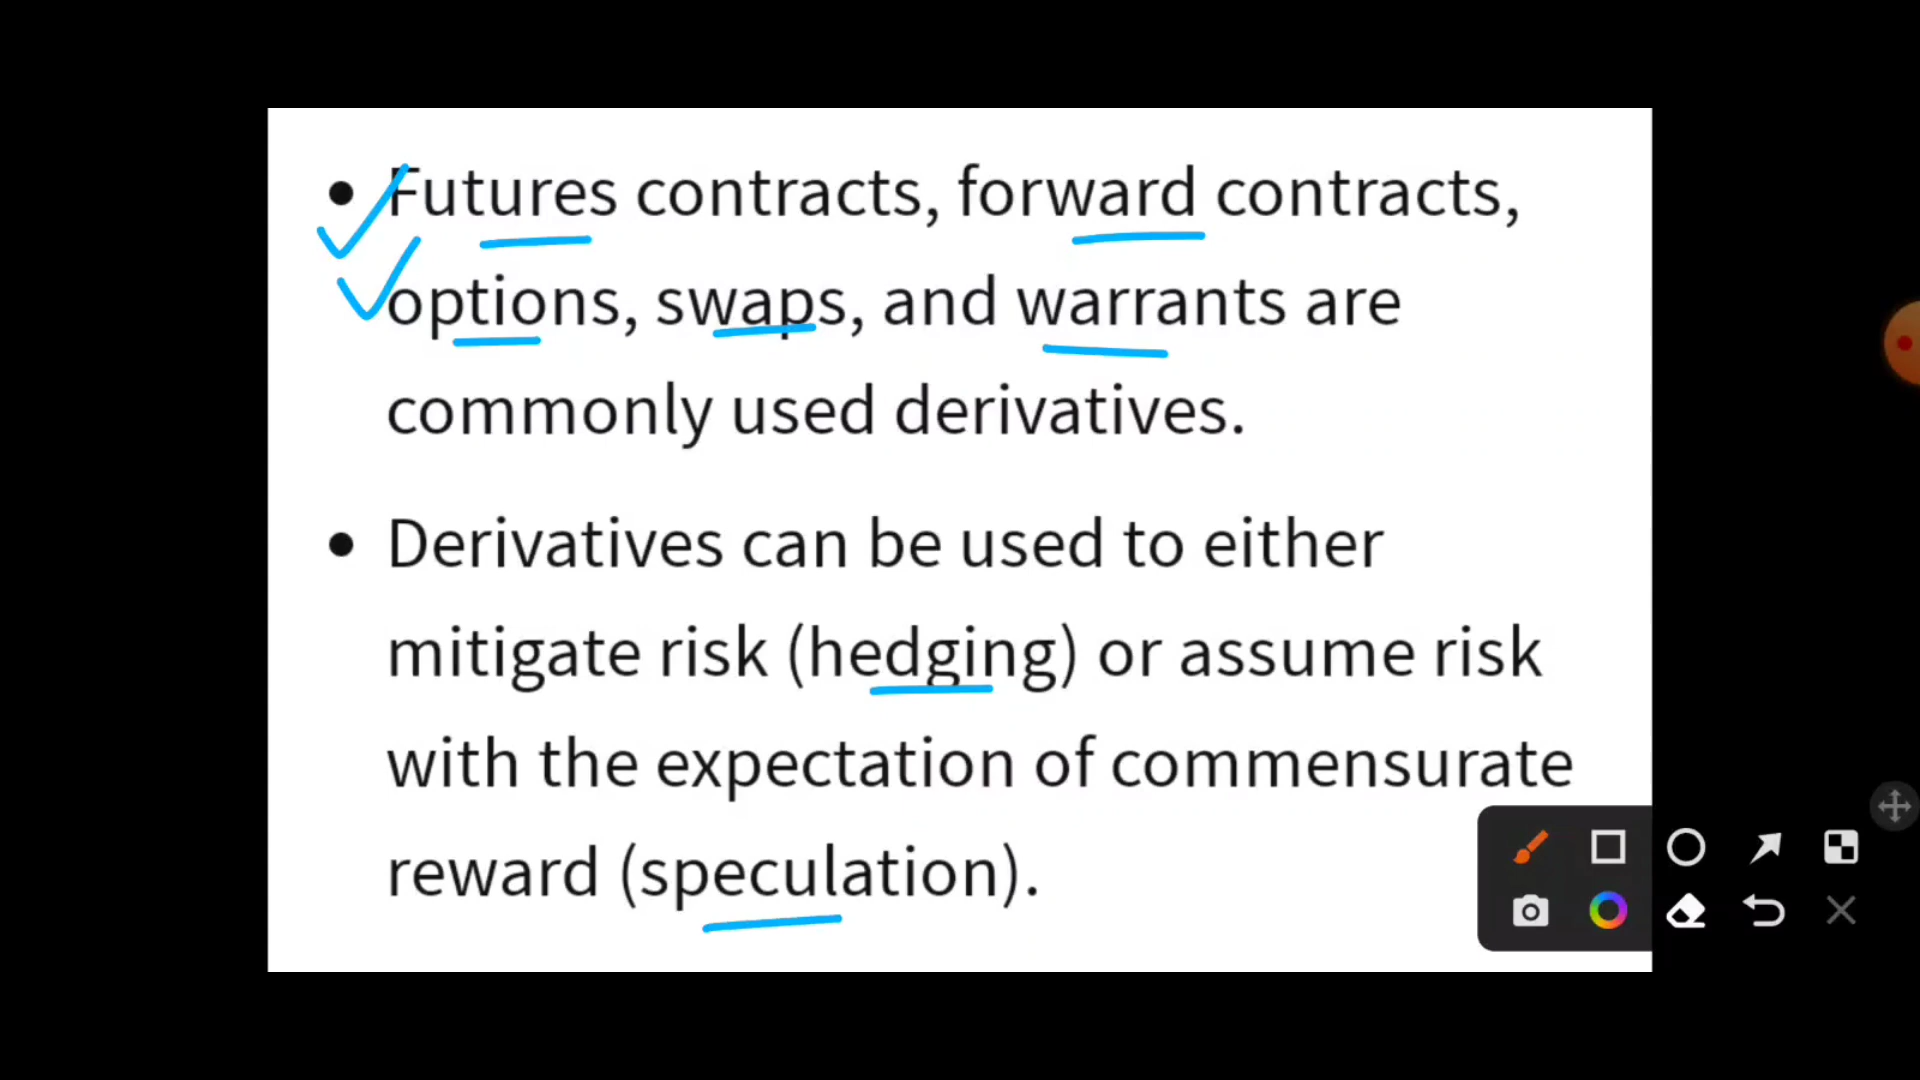 • Futures contracts, forward contracts,
options, swaps, and warrants are
commonly used derivatives.
• Derivatives can be used to either
mitigate risk (hedging) or assume risk
with the expectation of commensurate
reward (speculation).